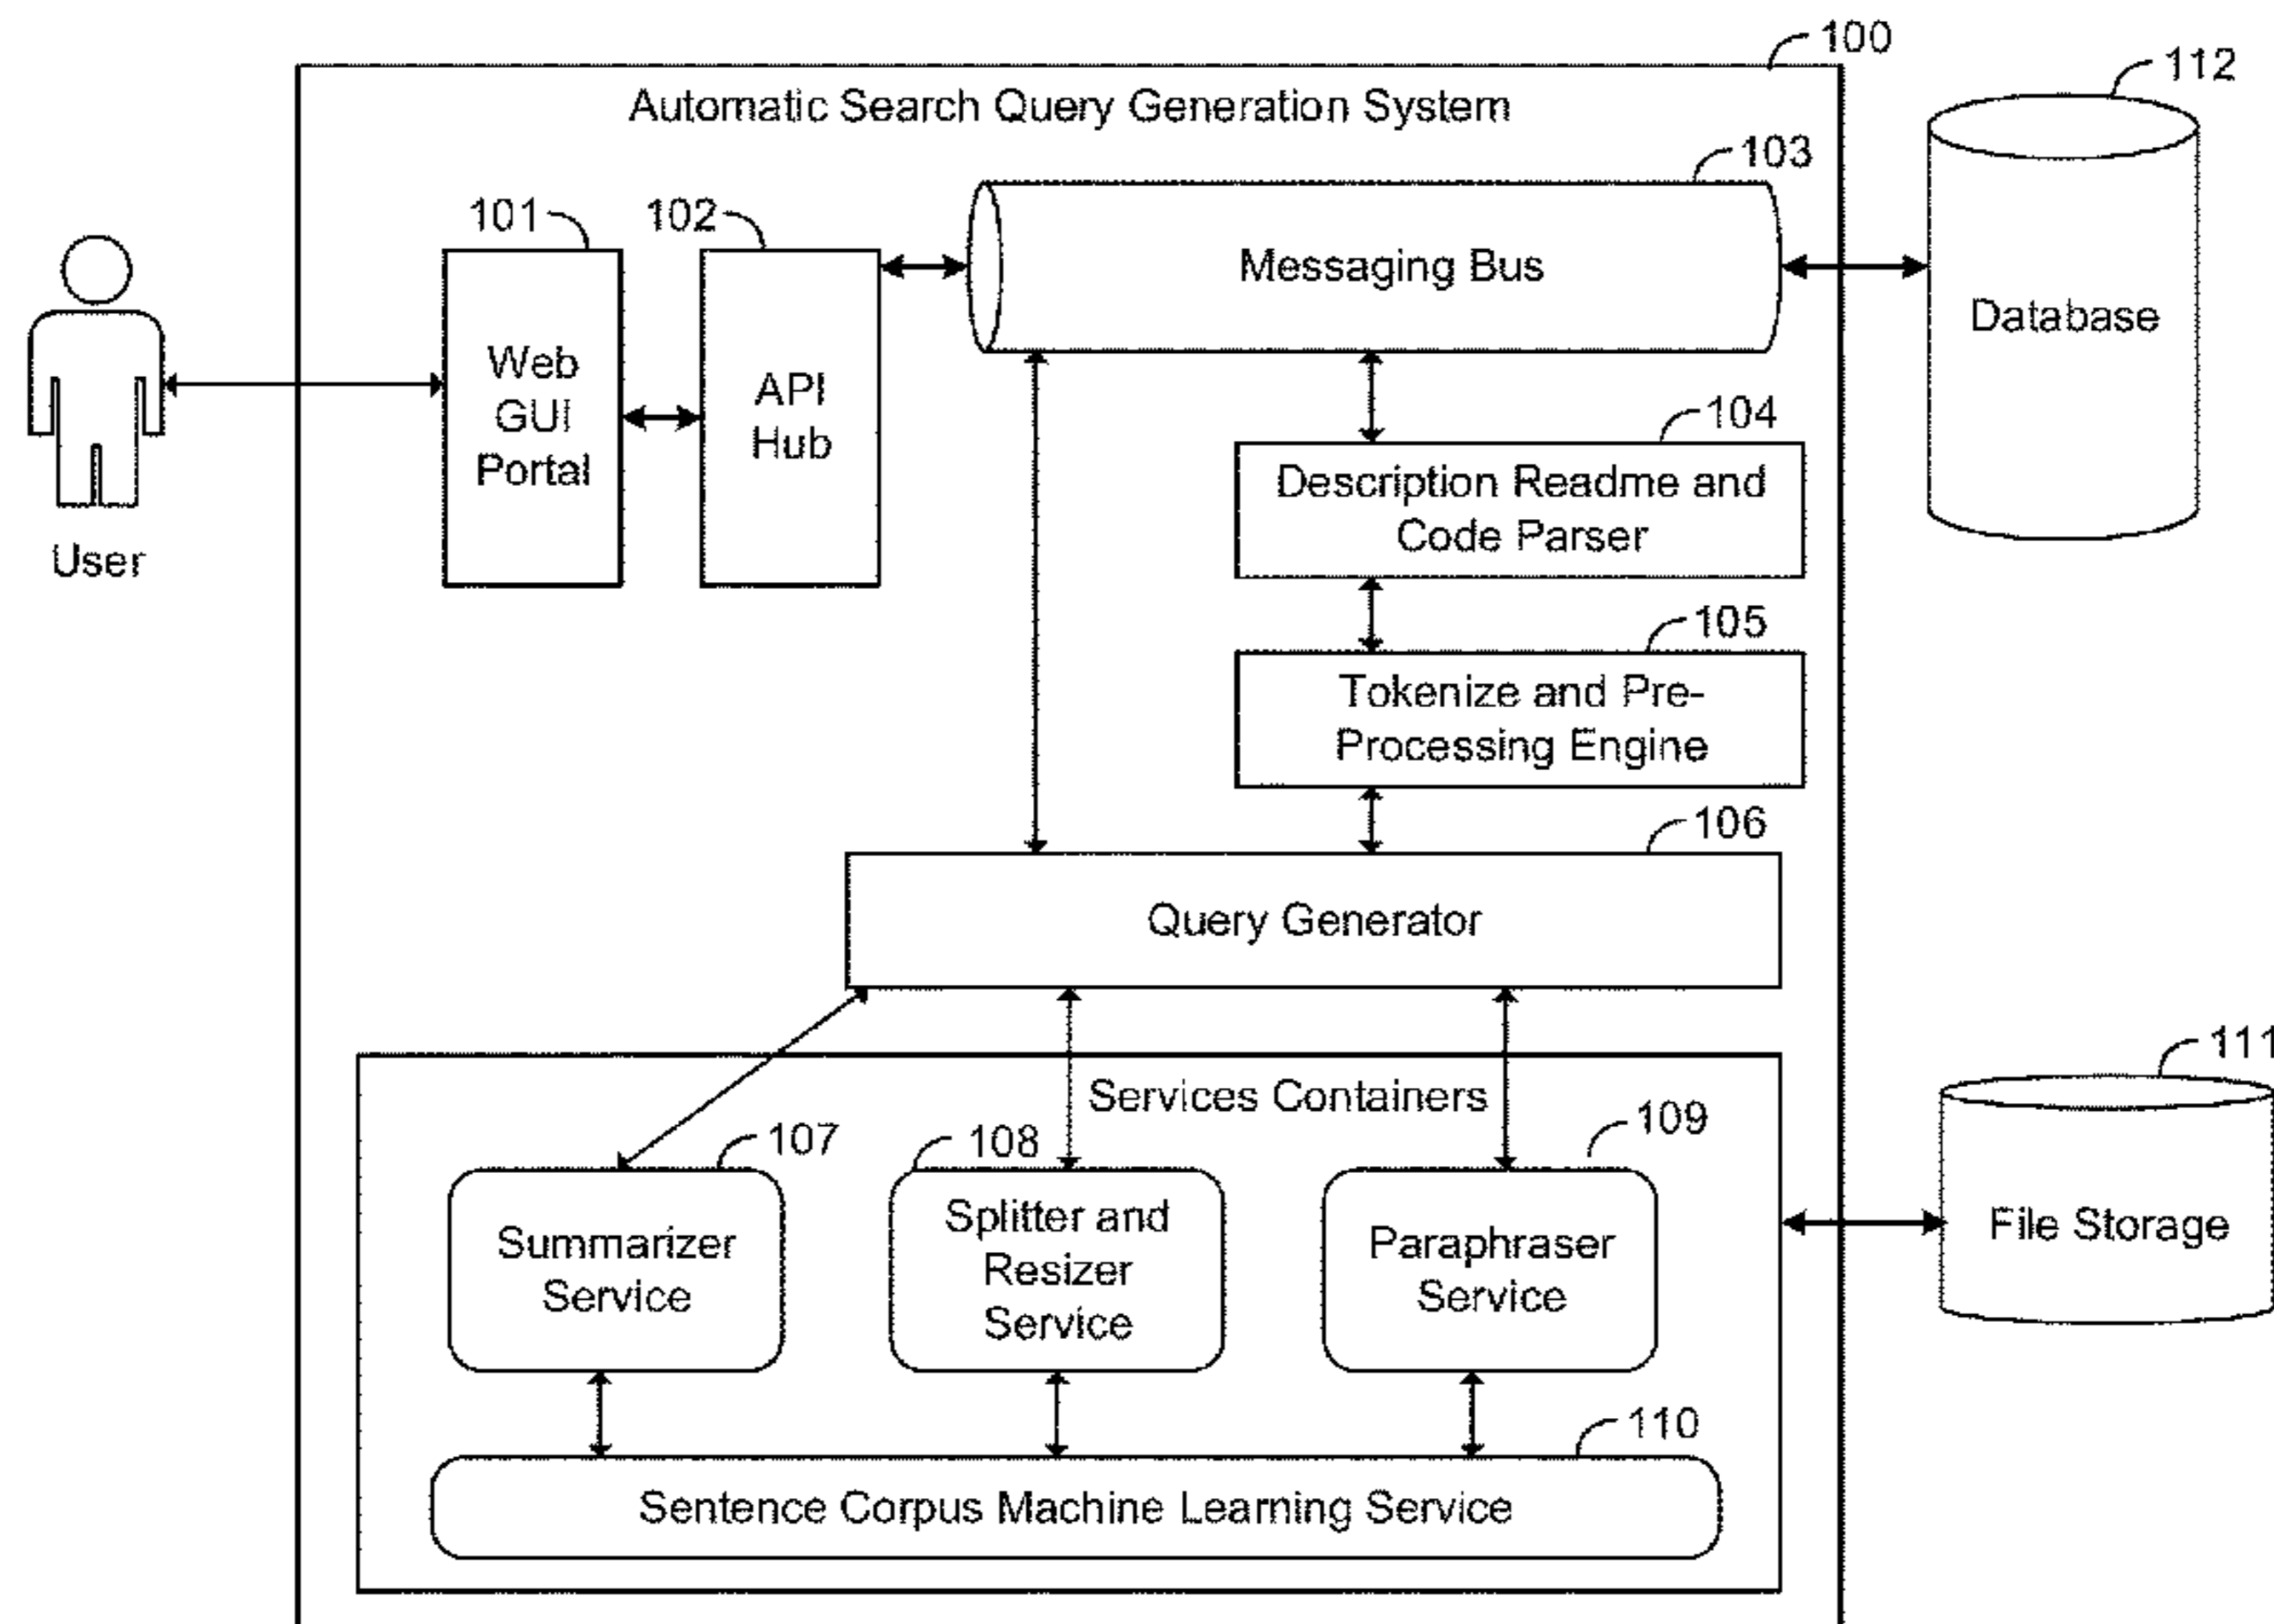 100
112
Automatic Search Query Generation System
103
101
102
Messaging Bus
Database
Web
GUI
Portal
API
Hub
User
104
Description Readme and
Code Parser
105
Tokenize and Pre-
Processing Engine
106
Query Generator
111
Services Containers
107
108
109
Summarizer
Service
Splitter and
Resizer
Service
Paraphraser
Service
File Storage
110
Sentence Corpus Machine Learning Service